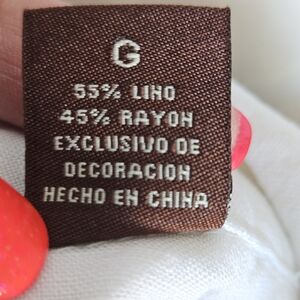 G
55% LINO
45% RAYON
EXCLUSIVO DE
DECORACION
HECHO EN CHINA